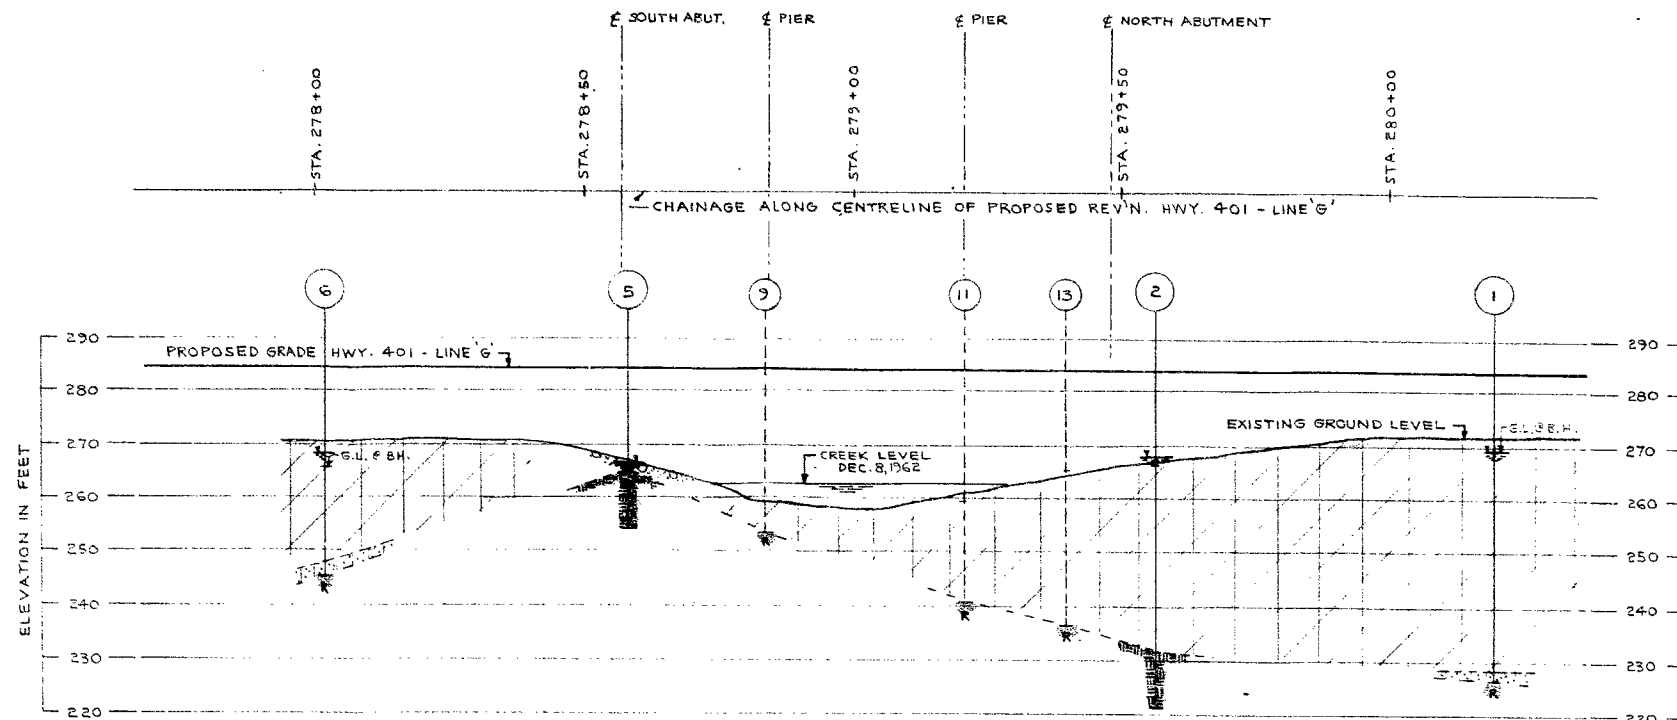 ℄ SOUTH ABUT.
℄ PIER
℄ PIER
℄ NORTH ABUTMENT
STA. 278+00
STA. 278+50
STA. 279+00
STA. 279+50
STA. 280+00
CHAINAGE ALONG CENTRELINE OF PROPOSED REV'N. HWY. 401 - LINE 'G'
6
5
9
11
13
2
1
290
290
PROPOSED GRADE HWY. 401 - LINE 'G'
280
280
EXISTING GROUND LEVEL
G.L. @ B.H.
270
270
G.L. @ BH.
CREEK LEVEL
DEC. 8, 1962
260
260
250
250
R
240
240
R
R
R
230
230
R
220
220
ELEVATION IN FEET